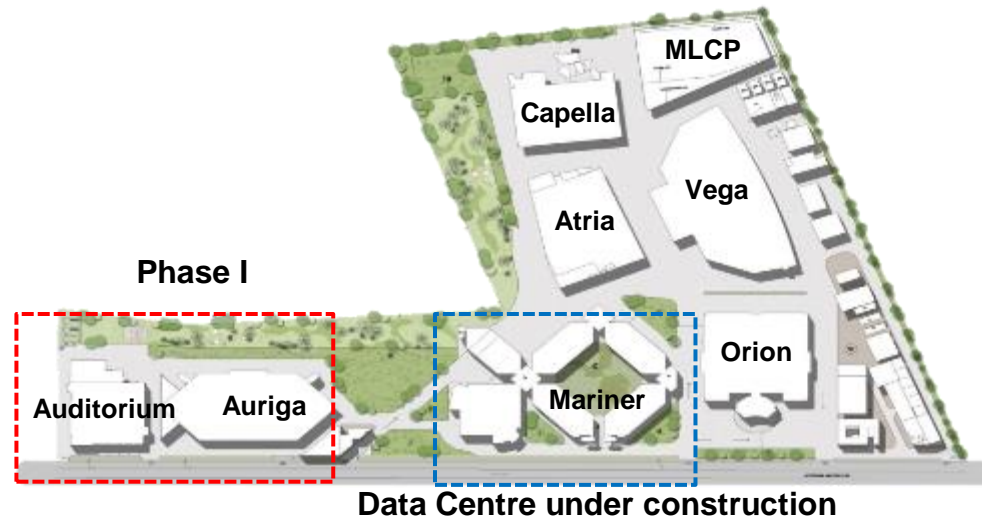 MLCP
Capella
Vega
Atria
Phase I
Orion
Auditorium
Auriga
Mariner
Data Centre under construction